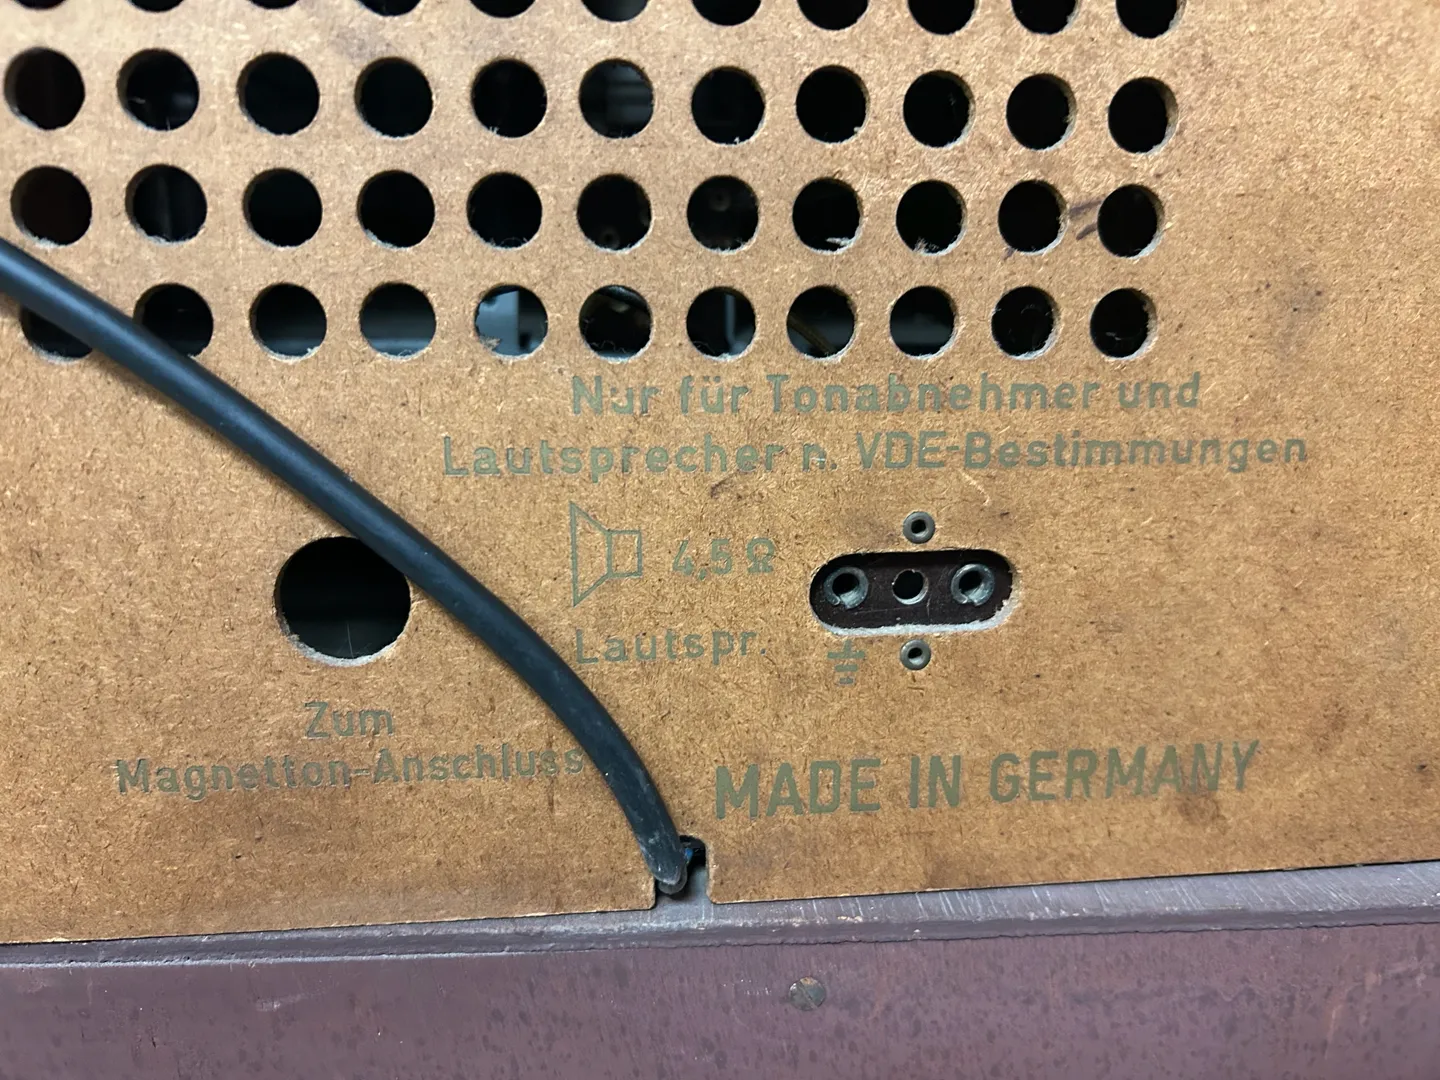 Nur für Tonabnehmer und
Lautsprecher n. VDE-Bestimmungen
4,5 Ω
Lautspr.
Zum
Magnetton-Anschluss
MADE IN GERMANY